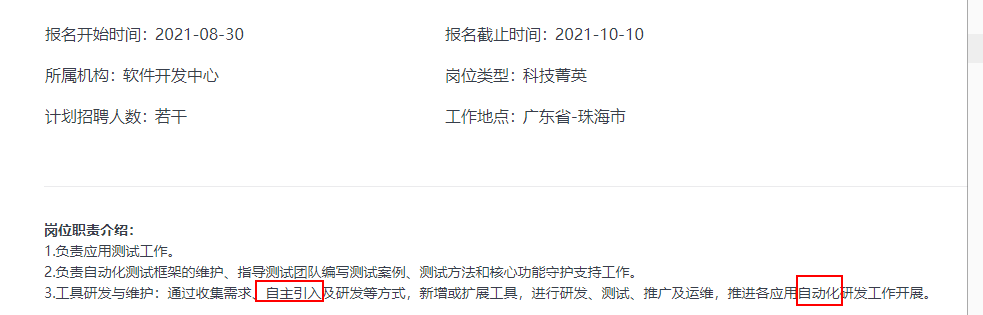 报名开始时间：2021-08-30 报名截止时间：2021-10-10
所属机构：软件开发中心 岗位类型：科技菁英
计划招聘人数：若干 工作地点：广东省-珠海市
岗位职责介绍：
1.负责应用测试工作。
2.负责自动化测试框架的维护、指导测试团队编写测试案例、测试方法和核心功能守护支持工作。
3.工具研发与维护：通过收集需求、自主引入及研发等方式，新增或扩展工具，进行研发、测试、推广及运维，推进各应用自动化研发工作开展。